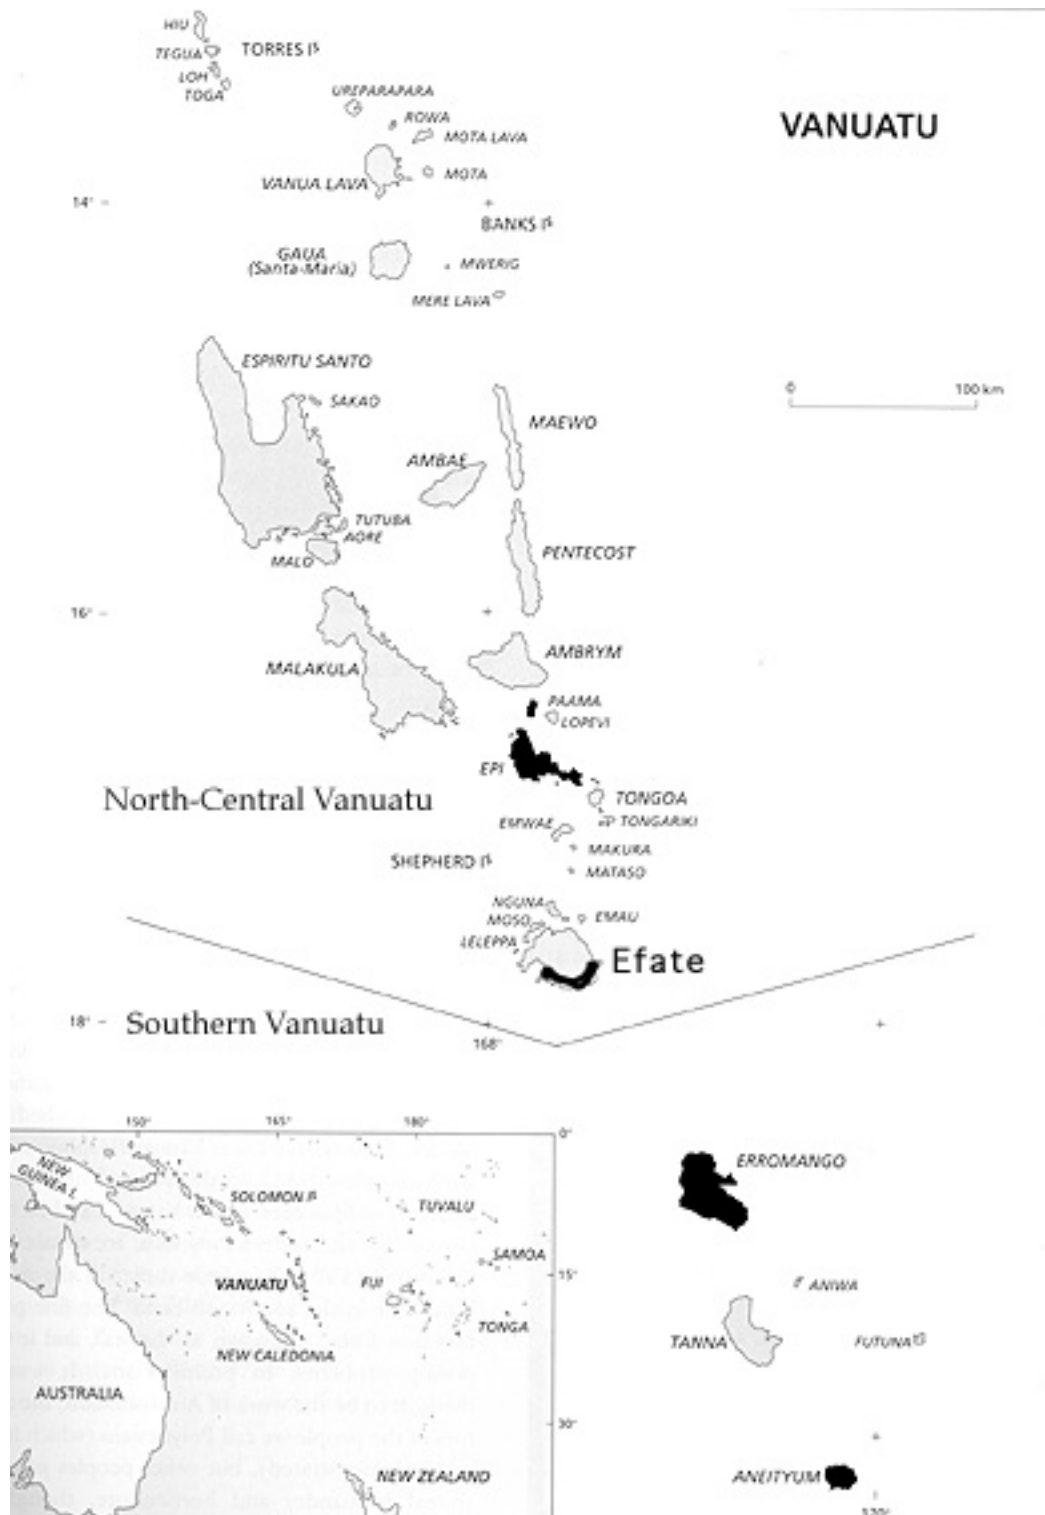 HIU
TEGUA
TORRES Is
LOH
TOGA
UREPARAPARA
ROWA
MOTA LAVA
VANUATU
VANUA LAVA
MOTA
14°
BANKS Is
GAUA
(Santa-Maria)
MWERIG
MERE LAVA
ESPIRITU SANTO
SAKAO
0
100 km
MAEWO
AMBAE
TUTUBA
AORE
MALO
PENTECOST
16°
MALAKULA
AMBRYM
PAAMA
LOPEVI
EPI
North-Central Vanuatu
TONGOA
EMWAE
TONGARIKI
MAKURA
SHEPHERD Is
MATASO
NGUNA
MOSO
EMAU
LELEPPA
Efate
18°
Southern Vanuatu
168°
150°
165°
180°
0°
NEW
GUINEA I.
SOLOMON Is
TUVALU
SAMOA
VANUATU
FIJI
15°
TONGA
NEW CALEDONIA
AUSTRALIA
30°
NEW ZEALAND
ERROMANGO
ANIWA
TANNA
FUTUNA
ANEITYUM
170°